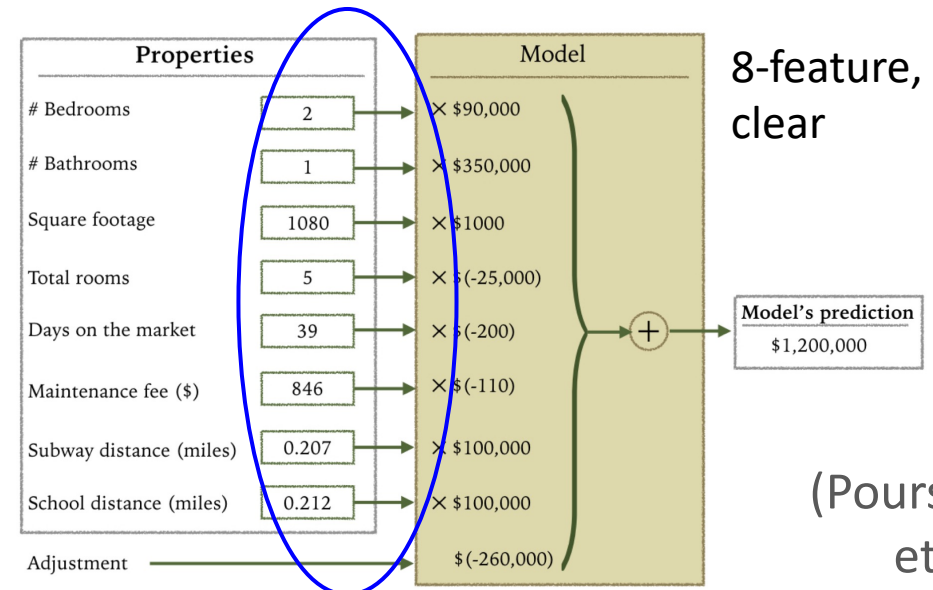 Properties
# Bedrooms 2
# Bathrooms 1
Square footage 1080
Total rooms 5
Days on the market 39
Maintenance fee ($) 846
Subway distance (miles) 0.207
School distance (miles) 0.212
Adjustment
Model
× $90,000
× $350,000
× $1000
× $(-25,000)
× $(-200)
× $(-110)
× $100,000
× $100,000
$(-260,000)
+
Model's prediction
$1,200,000
8-feature,
clear
(Pours
et